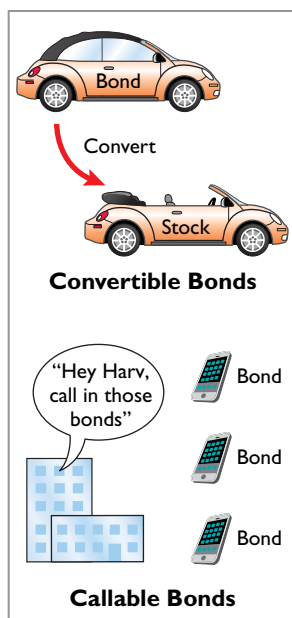 Bond
Convert
Stock
Convertible Bonds
“Hey Harv,
call in those
bonds”
Bond
Bond
Bond
Callable Bonds